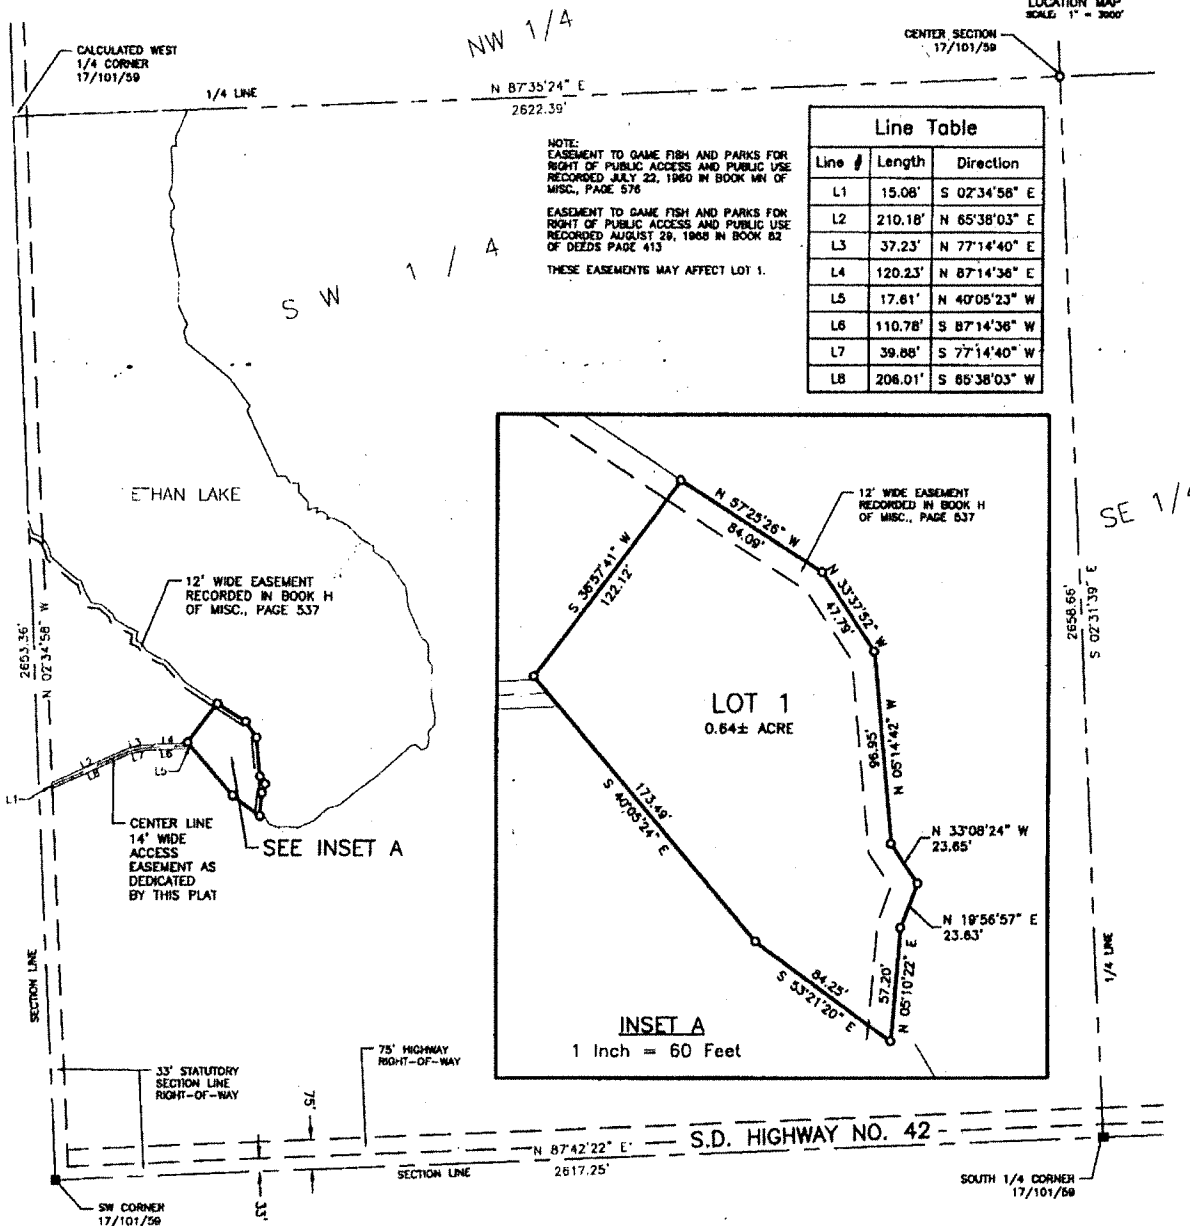 LOCATION MAP
SCALE: 1" = 3000'
NW 1/4
CALCULATED WEST
1/4 CORNER
17/101/59
CENTER SECTION
17/101/59
1/4 LINE
N 87°35'24" E
2622.39'
NOTE:
EASEMENT TO GAME FISH AND PARKS FOR
RIGHT OF PUBLIC ACCESS AND PUBLIC USE
RECORDED JULY 22, 1960 IN BOOK MN OF
MISC., PAGE 576
EASEMENT TO GAME FISH AND PARKS FOR
RIGHT OF PUBLIC ACCESS AND PUBLIC USE
RECORDED AUGUST 29, 1968 IN BOOK 82
OF DEEDS PAGE 413
THESE EASEMENTS MAY AFFECT LOT 1.
Line Table
Line # Length Direction
L1 15.08' S 02°34'58" E
L2 210.18' N 65°38'03" E
L3 37.23' N 77°14'40" E
L4 120.23' N 87°14'36" E
L5 17.61' N 40°05'23" W
L6 110.78' S 87°14'36" W
L7 39.88' S 77°14'40" W
L8 206.01' S 65°38'03" W
S W 1 / 4
SE 1/4
ETHAN LAKE
12' WIDE EASEMENT
RECORDED IN BOOK H
OF MISC., PAGE 537
2653.36'
N 02°34'58" W
2658.66'
S 02°31'39" E
L1
L2
L8
L3
L7
L4
L6
L5
CENTER LINE
14' WIDE
ACCESS
EASEMENT AS
DEDICATED
BY THIS PLAT
SEE INSET A
12' WIDE EASEMENT
RECORDED IN BOOK H
OF MISC., PAGE 537
N 57°25'26" W
84.09'
S 36°57'41" W
122.12'
N 33°37'52" W
47.79'
LOT 1
0.64± ACRE
96.95'
N 05°14'42" W
173.49'
S 40°05'24" E
N 33°08'24" W
23.65'
N 19°56'57" E
23.63'
57.20'
N 05°10'22" E
84.25'
S 53°21'20" E
INSET A
1 Inch = 60 Feet
SECTION LINE
1/4 LINE
33' STATUTORY
SECTION LINE
RIGHT-OF-WAY
75' HIGHWAY
RIGHT-OF-WAY
75'
33'
N 87°42'22" E
2617.25'
SECTION LINE
S.D. HIGHWAY NO. 42
SW CORNER
17/101/59
SOUTH 1/4 CORNER
17/101/59